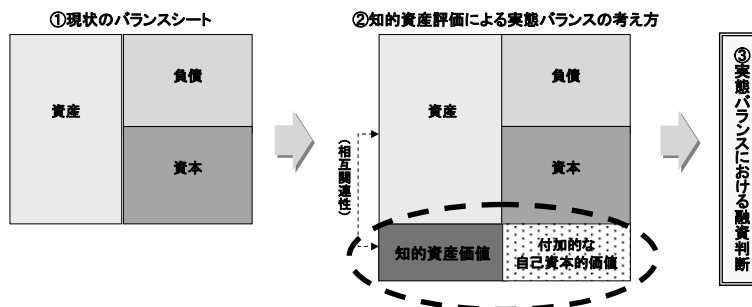 ①現状のバランスシート
資産
負債
資本
②知的資産評価による実態バランスの考え方
資産
負債
資本
(相互関連性)
知的資産価値
付加的な
自己資本的価値
③実態バランスにおける融資判断